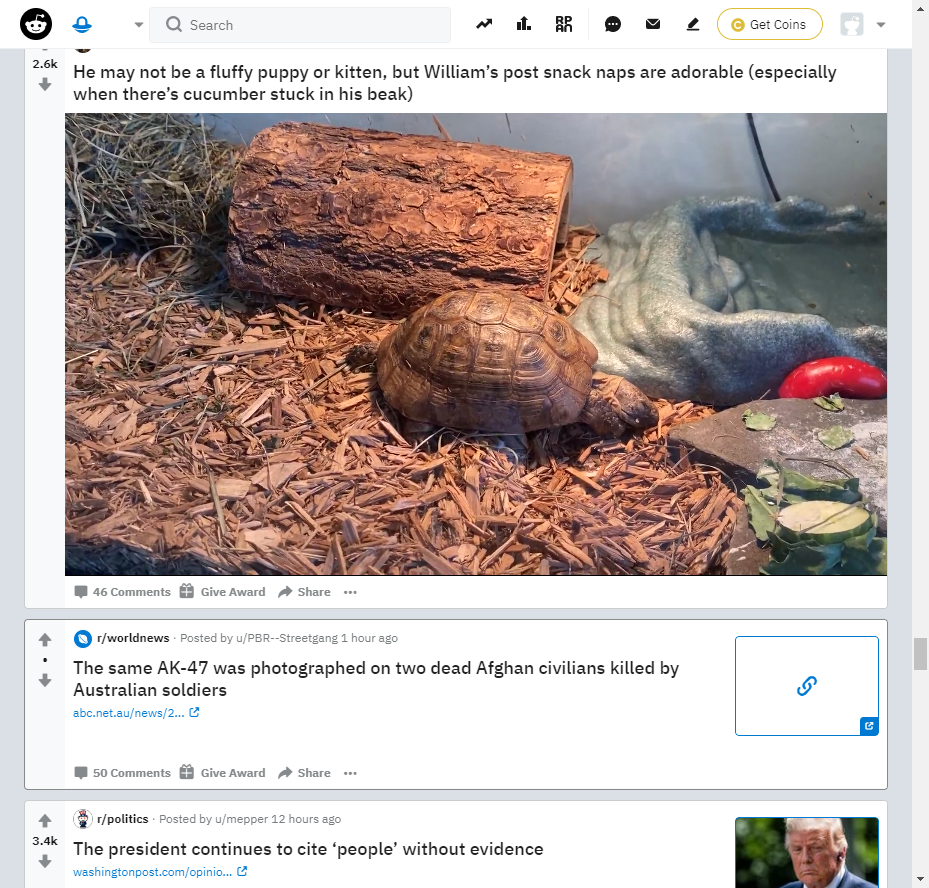 Search
Get Coins
2.6k
He may not be a fluffy puppy or kitten, but William’s post snack naps are adorable (especially
when there’s cucumber stuck in his beak)
46 Comments Give Award Share
r/worldnews · Posted by u/PBR--Streetgang 1 hour ago
The same AK-47 was photographed on two dead Afghan civilians killed by
Australian soldiers
abc.net.au/news/2...
50 Comments Give Award Share
r/politics · Posted by u/mepper 12 hours ago
3.4k
The president continues to cite ‘people’ without evidence
washingtonpost.com/opinio...